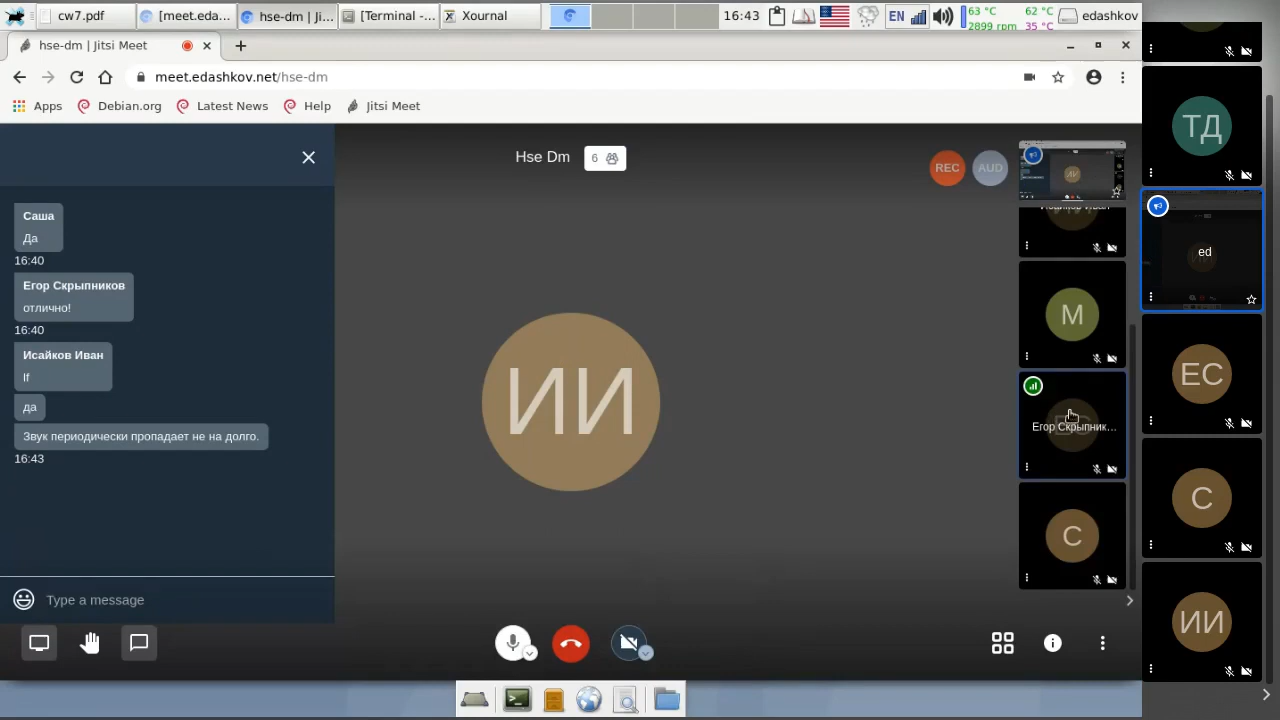 cw7.pdf
[meet.eda...
hse-dm | Ji...
[Terminal -...
Xournal
16:43
EN
63 °C
2899 rpm
62 °C
35 °C
edashkov
hse-dm | Jitsi Meet
meet.edashkov.net/hse-dm
Apps
Debian.org
Latest News
Help
Jitsi Meet
Hse Dm
6
REC
AUD
Саша
Да
16:40
Егор Скрыпников
отлично!
16:40
Исайков Иван
lf
да
Звук периодически пропадает не на долго.
16:43
Type a message
ИИ
Исайков Иван
М
Егор Скрыпник...
С
ТД
ed
ЕС
С
ИИ